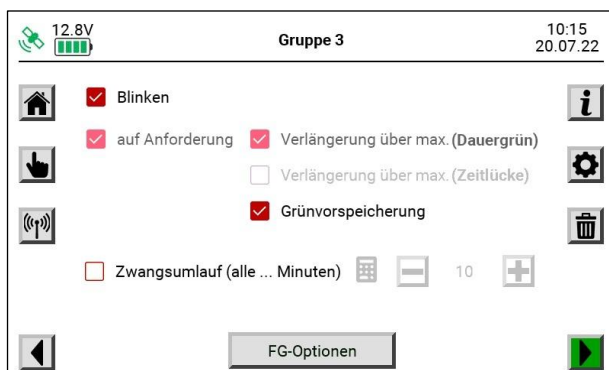 12.8V
Gruppe 3
10:15
20.07.22
Blinken
auf Anforderung
Verlängerung über max. (Dauergrün)
Verlängerung über max. (Zeitlücke)
Grünvorspeicherung
Zwangsumlauf (alle ... Minuten)
10
FG-Optionen